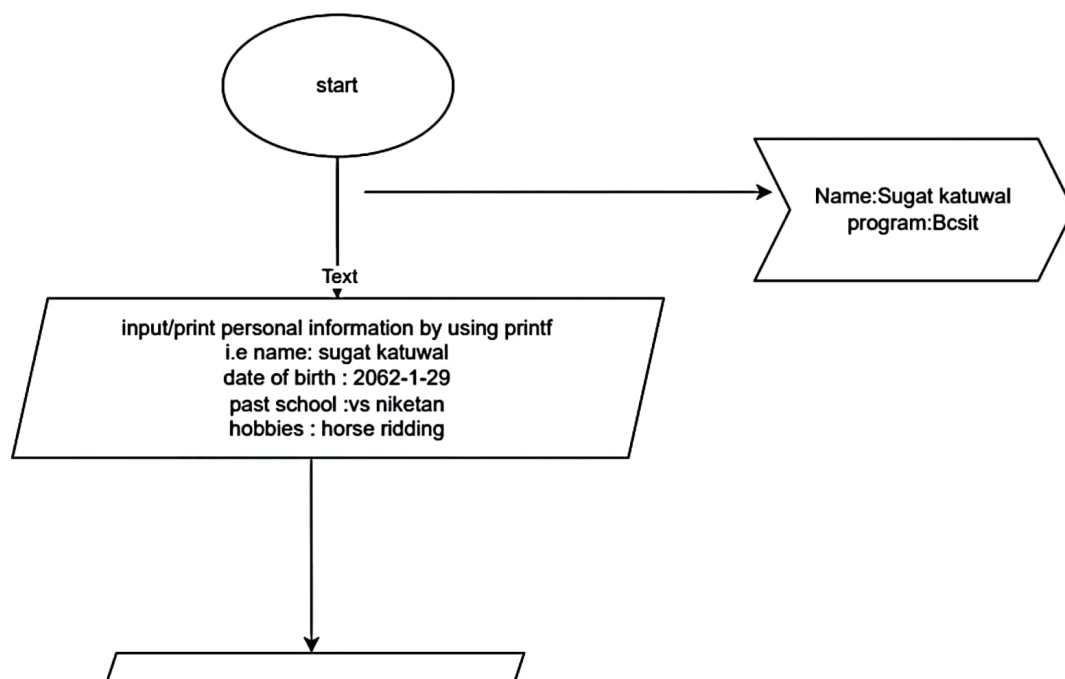 start
Name:Sugat katuwal
program:Bcsit
Text
input/print personal information by using printf
i.e name: sugat katuwal
date of birth : 2062-1-29
past school :vs niketan
hobbies : horse ridding